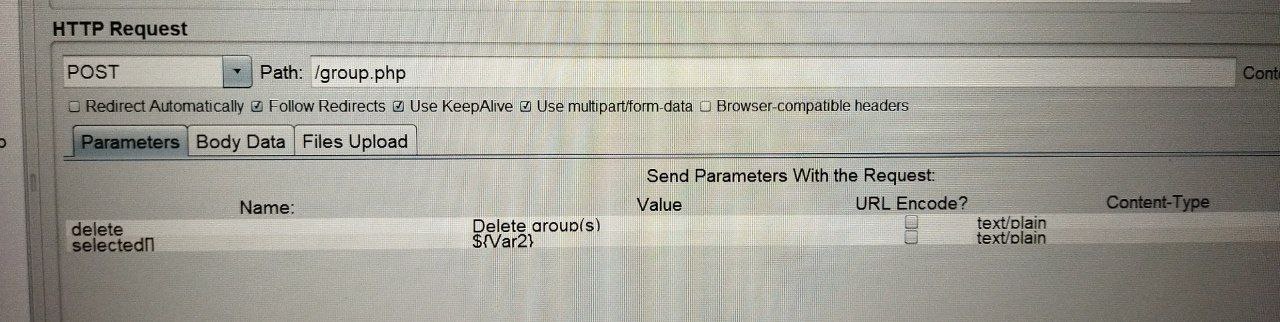 HTTP Request
POST Path: /group.php
Redirect Automatically Follow Redirects Use KeepAlive Use multipart/form-data Browser-compatible headers
Parameters Body Data Files Upload
Send Parameters With the Request:
Name: Value URL Encode? Content-Type
delete Delete group(s) text/plain
selected[] ${Var2} text/plain